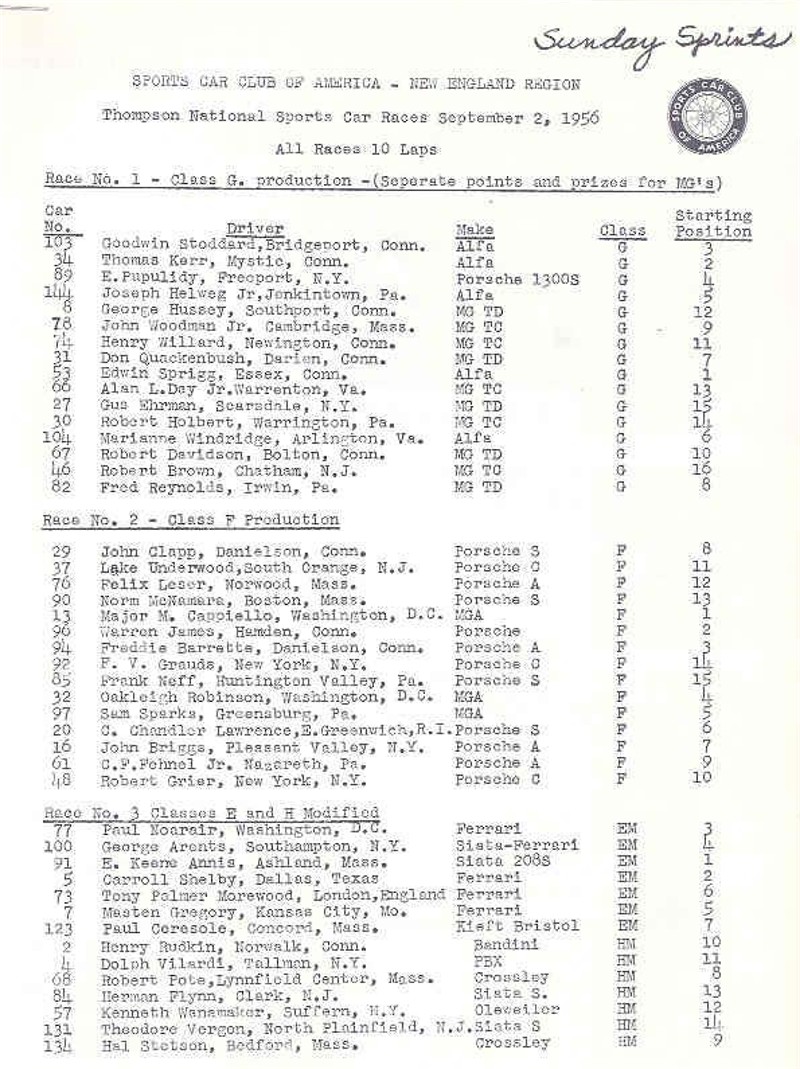 Sunday Sprints
SPORTS CAR CLUB OF AMERICA - NEW ENGLAND REGION
Thompson National Sports Car Races September 2, 1956
SPORTS CAR CLUB OF AMERICA
All Races 10 Laps
Race No. 1 - Class G. production -(Seperate points and prizes for MG's)
Car No. Driver Make Class Starting Position
103 Goodwin Stoddard,Bridgeport, Conn. Alfa G 3
34 Thomas Kerr, Mystic, Conn. Alfa G 2
89 E.Pupulidy, Freeport, N.Y. Porsche 1300S G 4
144 Joseph Helweg Jr,Jenkintown, Pa. Alfa G 5
8 George Hussey, Southport, Conn. MG TD G 12
78 John Woodman Jr. Cambridge, Mass. MG TC G 9
74 Henry Willard, Newington, Conn. MG TC G 11
31 Don Quackenbush, Darien, Conn. MG TD G 7
53 Edwin Sprigg, Essex, Conn. Alfa G 1
66 Alan L.Day Jr.Warrenton, Va. MG TC G 13
27 Gus Ehrman, Scarsdale, N.Y. MG TD G 15
30 Robert Holbert, Warrington, Pa. MG TC G 14
104 Marianne Windridge, Arlington, Va. Alfa G 6
67 Robert Davidson, Bolton, Conn. MG TD G 10
46 Robert Brown, Chatham, N.J. MG TC G 16
82 Fred Reynolds, Irwin, Pa. MG TD G 8
Race No. 2 - Class F Production
29 John Clapp, Danielson, Conn. Porsche S F 8
37 Lake Underwood,South Orange, N.J. Porsche C F 11
76 Felix Leser, Norwood, Mass. Porsche A F 12
90 Norm McNamara, Boston, Mass. Porsche S F 13
13 Major M. Cappiello, Washington, D.C. MGA F 1
96 Warren James, Hamden, Conn. Porsche F 2
94 Freddie Barrette, Danielson, Conn. Porsche A F 3
92 F. V. Grauds, New York, N.Y. Porsche C F 14
85 Frank Neff, Huntington Valley, Pa. Porsche S F 15
32 Oakleigh Robinson, Washington, D.C. MGA F 4
97 Sam Sparks, Greensburg, Pa. MGA F 5
20 C. Chandler Lawrence,E.Greenwich,R.I. Porsche S F 6
16 John Briggs, Pleasant Valley, N.Y. Porsche A F 7
61 C.F.Fehnel Jr. Nazareth, Pa. Porsche A F 9
48 Robert Grier, New York, N.Y. Porsche C F 10
Race No. 3 Classes E and H Modified
77 Paul Noarair, Washington, D.C. Ferrari EM 3
100 George Arents, Southampton, N.Y. Siata-Ferrari EM 4
91 E. Keene Annis, Ashland, Mass. Siata 208S EM 1
5 Carroll Shelby, Dallas, Texas Ferrari EM 2
73 Tony Palmer Morewood, London,England Ferrari EM 6
7 Masten Gregory, Kansas City, Mo. Ferrari EM 5
123 Paul Ceresole, Concord, Mass. Kieft Bristol EM 7
2 Henry Rudkin, Norwalk, Conn. Bandini HM 10
4 Dolph Vilardi, Tallman, N.Y. PBX HM 11
68 Robert Pote,Lynnfield Center, Mass. Crossley HM 8
84 Herman Flynn, Clark, N.J. Siata S. HM 13
57 Kenneth Wanamaker, Suffern, N.Y. Oleweiler HM 12
131 Theodore Vergon, North Plainfield, N.J. Siata S HM 14
134 Hal Stetson, Bedford, Mass. Crossley HM 9